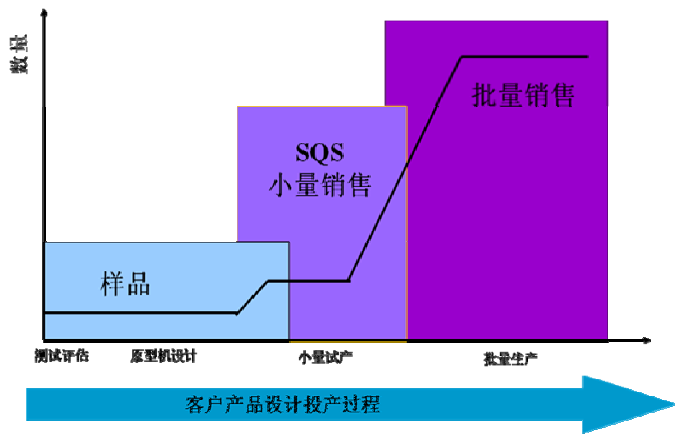 数量
批量销售
SQS
小量销售
样品
测试评估
原型机设计
小量试产
批量生产
客户产品设计投产过程